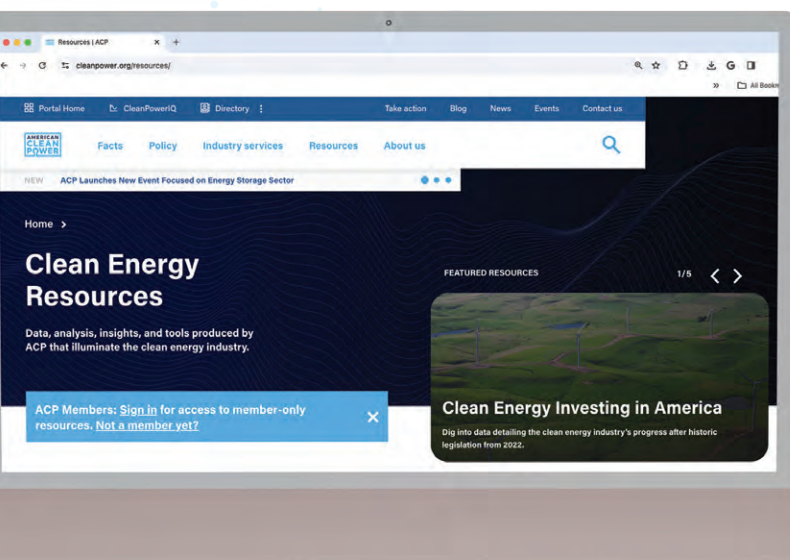 Resources | ACP
cleanpower.org/resources/
G
All Bookm
Portal Home CleanPowerIQ Directory Take action Blog News Events Contact us
AMERICAN
CLEAN
POWER
Facts Policy Industry services Resources About us
NEW ACP Launches New Event Focused on Energy Storage Sector
Home >
Clean Energy
Resources
Data, analysis, insights, and tools produced by
ACP that illuminate the clean energy industry.
FEATURED RESOURCES 1/5
ACP Members: Sign in for access to member-only
resources. Not a member yet?
Clean Energy Investing in America
Dig into data detailing the clean energy industry's progress after historic
legislation from 2022.